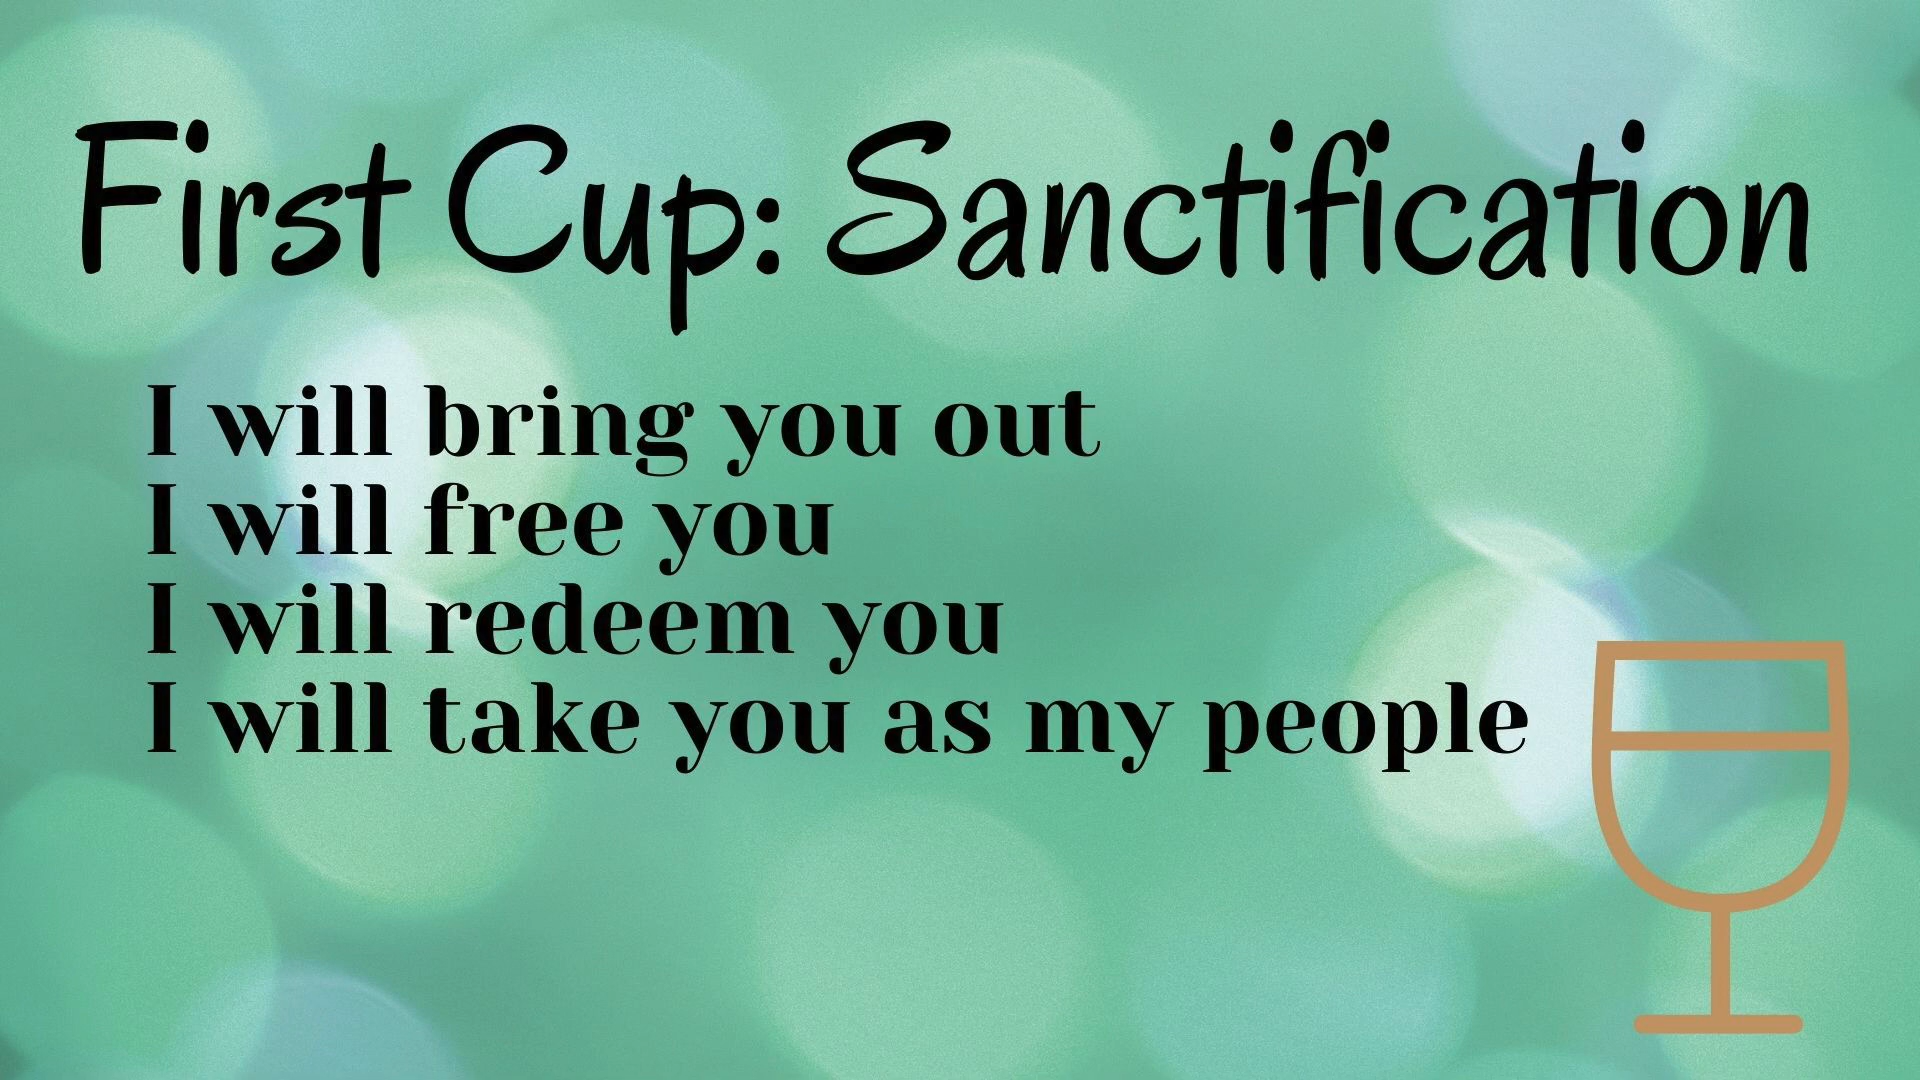 First Cup: Sanctification
I will bring you out
I will free you
I will redeem you
I will take you as my people